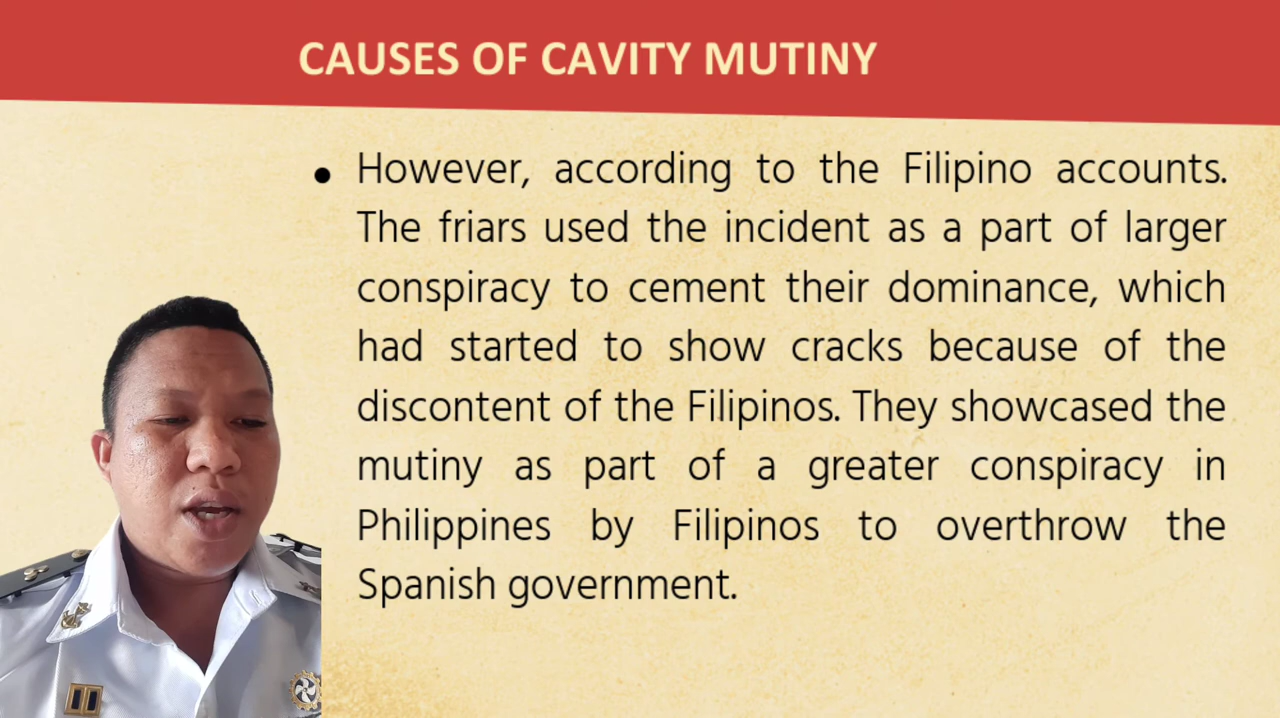 CAUSES OF CAVITY MUTINY
• However, according to the Filipino accounts.
The friars used the incident as a part of larger
conspiracy to cement their dominance, which
had started to show cracks because of the
discontent of the Filipinos. They showcased the
mutiny as part of a greater conspiracy in
Philippines by Filipinos to overthrow the
Spanish government.